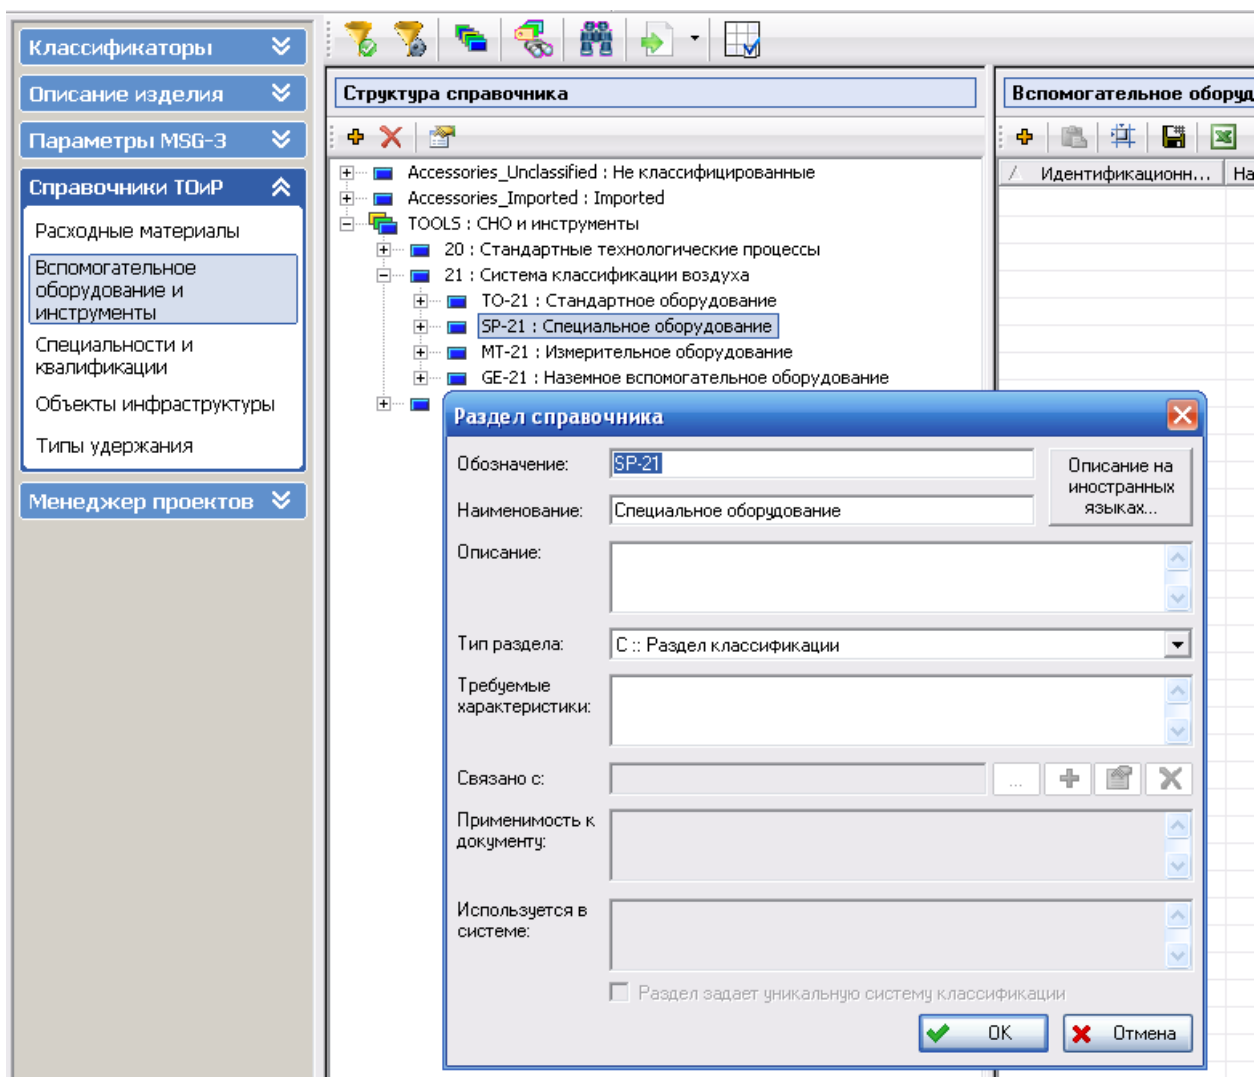 Классификаторы
Описание изделия
Параметры MSG-3
Справочники ТОиР
Расходные материалы
Вспомогательное
оборудование и
инструменты
Специальности и
квалификации
Объекты инфраструктуры
Типы удержания
Менеджер проектов
Структура справочника
Accessories_Unclassified : Не классифицированные
Accessories_Imported : Imported
TOOLS : СНО и инструменты
20 : Стандартные технологические процессы
21 : Система классификации воздуха
TO-21 : Стандартное оборудование
SP-21 : Специальное оборудование
MT-21 : Измерительное оборудование
GE-21 : Наземное вспомогательное оборудование
Вспомогательное оборуд
Идентификационн...
На
Раздел справочника
Обозначение:
SP-21
Описание на
иностранных
языках...
Наименование:
Специальное оборудование
Описание:
Тип раздела:
C :: Раздел классификации
Требуемые
характеристики:
Связано с:
...
Применимость к
документу:
Используется в
системе:
Раздел задает уникальную систему классификации
OK
Отмена